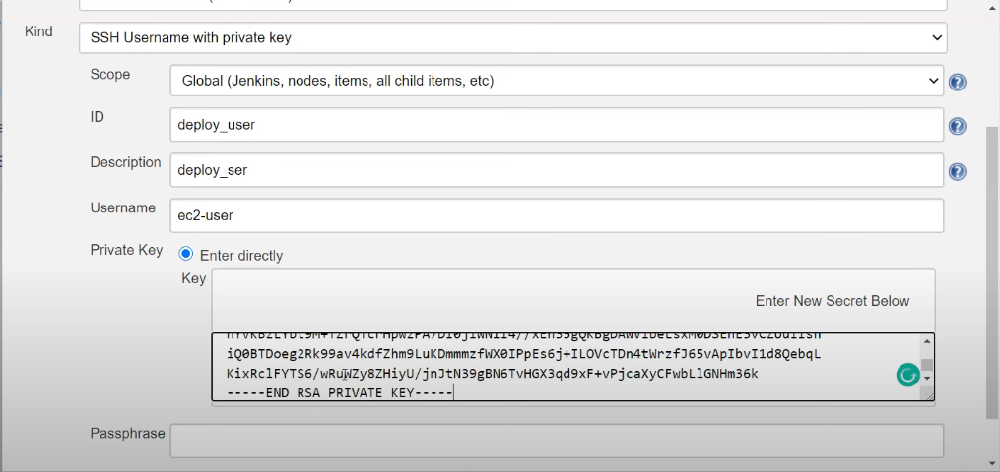 Kind
SSH Username with private key
Scope
Global (Jenkins, nodes, items, all child items, etc)
ID
deploy_user
Description
deploy_ser
Username
ec2-user
Private Key
Enter directly
Key
Enter New Secret Below
iQ0BTDoeg2Rk99av4kdfZhm9LuKDmmmzfWX0IPpEs6j+ILOVcTDn4tWrzfJ65vApIbvI1d8QebqL
KixRclFYTS6/wRuWZy8ZHiyU/jnJtN39gBN6TvHGX3qd9xF+vPjcaXyCFwbLlGNHm36k
-----END RSA PRIVATE KEY-----
Passphrase